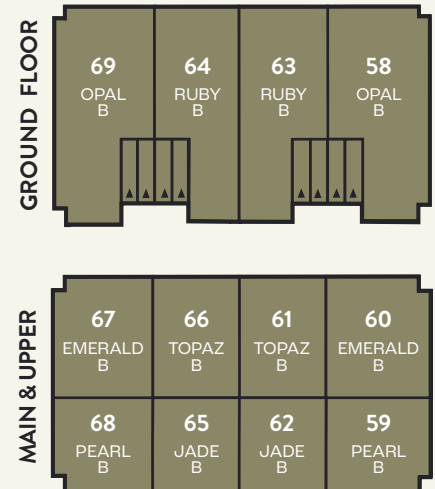 GROUND FLOOR
69
OPAL
B
64
RUBY
B
63
RUBY
B
58
OPAL
B
MAIN & UPPER
67
EMERALD
B
66
TOPAZ
B
61
TOPAZ
B
60
EMERALD
B
68
PEARL
B
65
JADE
B
62
JADE
B
59
PEARL
B